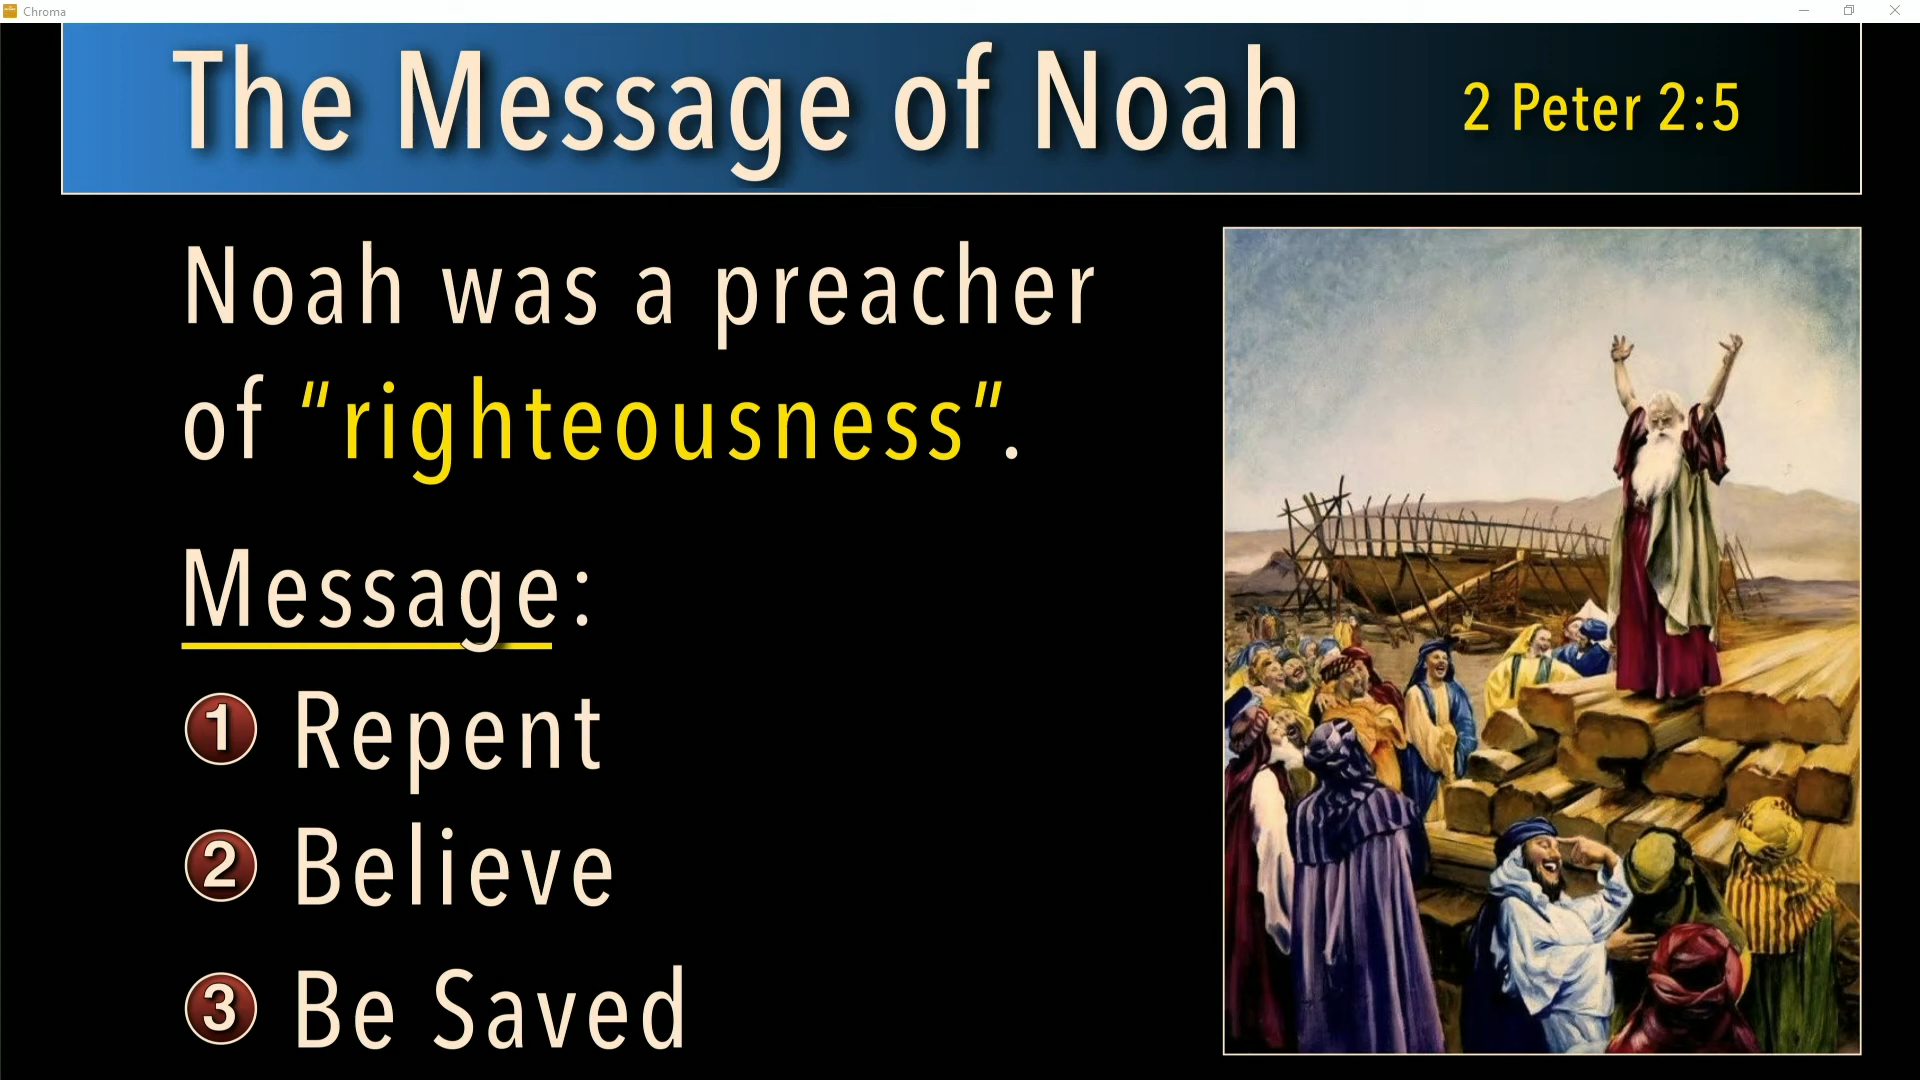 Chroma
The Message of Noah
2 Peter 2:5
Noah was a preacher
of “righteousness”.
Message:
1 Repent
2 Believe
3 Be Saved